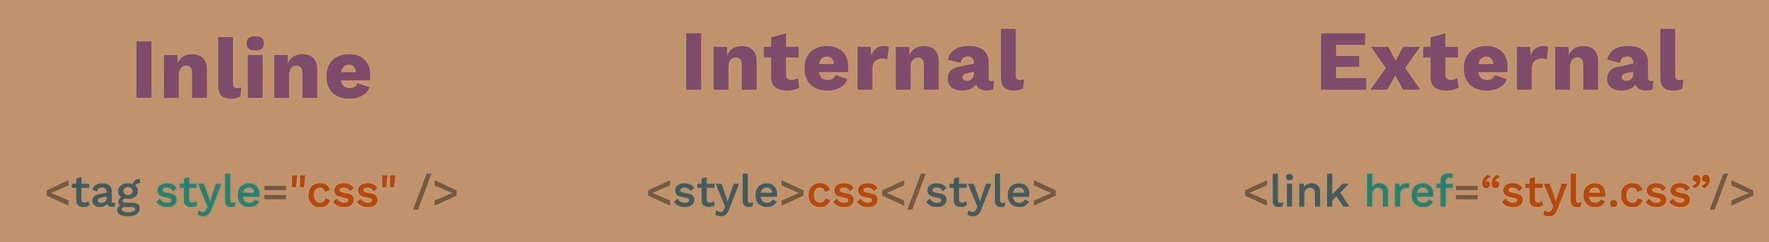 Inline
Internal
External
<tag style="css" />
<style>css</style>
<link href=“style.css”/>